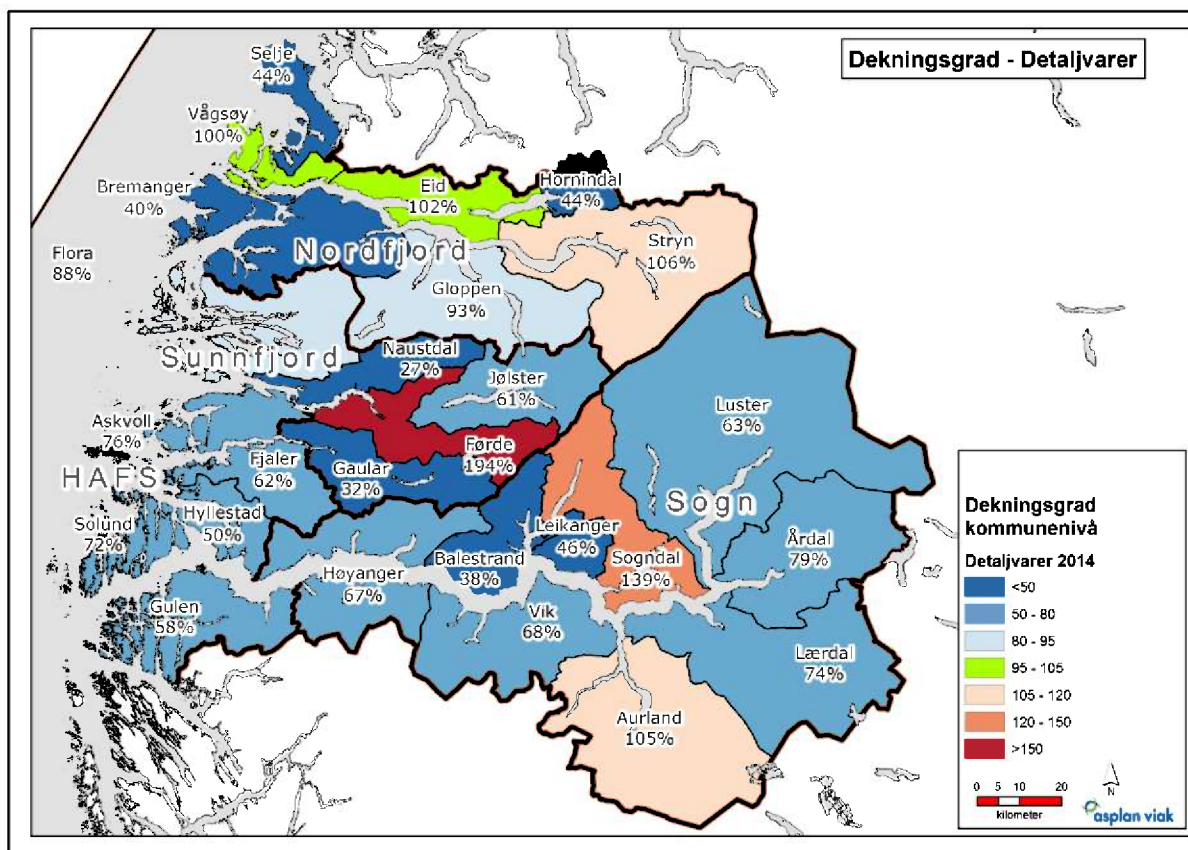 Dekningsgrad - Detaljvarer
Selje
44%
Vågsøy
100%
Bremanger
40%
Eid
102%
Hornindal
44%
Stryn
106%
Flora
88%
Nordfjord
Gloppen
93%
Sunnfjord
Naustdal
27%
Jølster
61%
Luster
63%
Askvoll
76%
Førde
194%
Fjaler
62%
Gaular
32%
HAFS
Sogn
Hyllestad
50%
Solund
72%
Leikanger
46%
Årdal
79%
Balestrand
38%
Sogndal
139%
Høyanger
67%
Gulen
58%
Vik
68%
Lærdal
74%
Aurland
105%
Dekningsgrad
kommunenivå
Detaljvarer 2014
<50
50 - 80
80 - 95
95 - 105
105 - 120
120 - 150
>150
0 5 10 20
kilometer
N
asplan viak